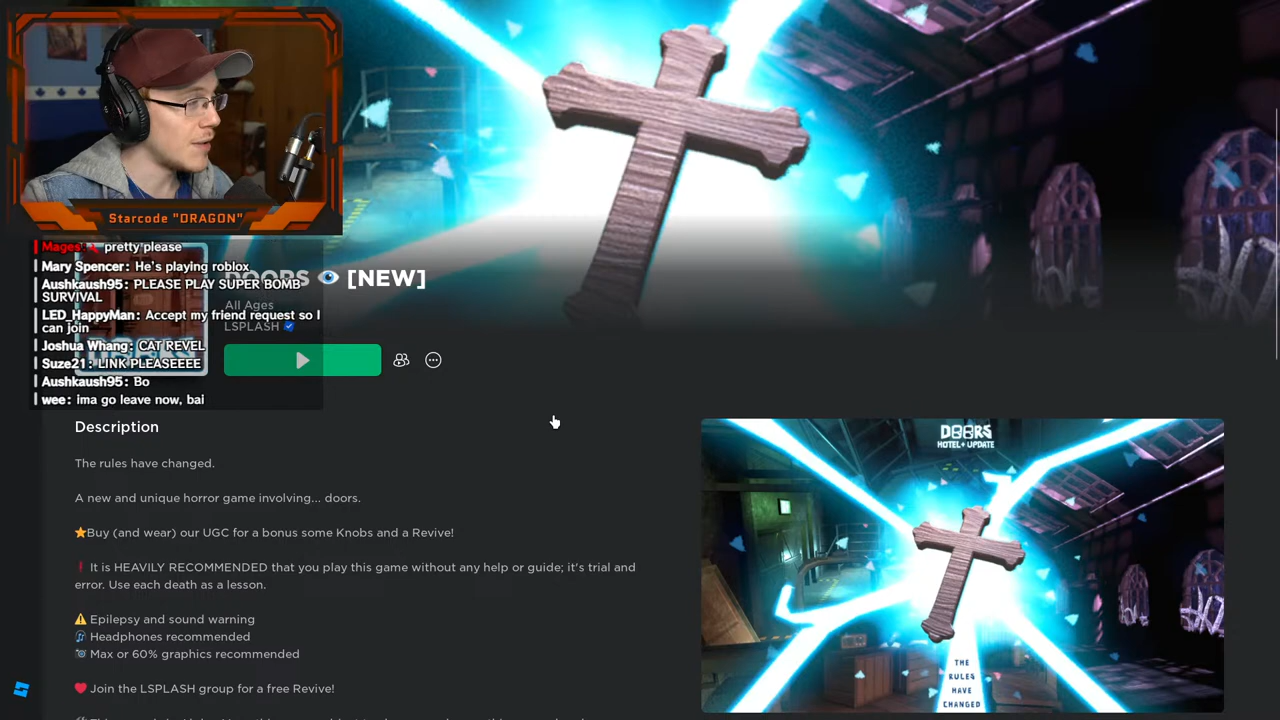 Starcode "DRAGON"
Mages: pretty please
Mary Spencer: He's playing roblox
Aushkaush95: PLEASE PLAY SUPER BOMB
SURVIVAL
LED_HappyMan: Accept my friend request so I
can join
Joshua Whang: CAT REVEL
Suze21: LINK PLEASEEEE
Aushkaush95: Bo
wee: ima go leave now, bai
DOORS 👁 [NEW]
All Ages
LSPLASH
Description
The rules have changed.
A new and unique horror game involving... doors.
⭐Buy (and wear) our UGC for a bonus some Knobs and a Revive!
❗ It is HEAVILY RECOMMENDED that you play this game without any help or guide; it's trial and
error. Use each death as a lesson.
⚠ Epilepsy and sound warning
🎧 Headphones recommended
Max or 60% graphics recommended
❤ Join the LSPLASH group for a free Revive!
DOORS
HOTEL+ UPDATE
THE
RULES
HAVE
CHANGED